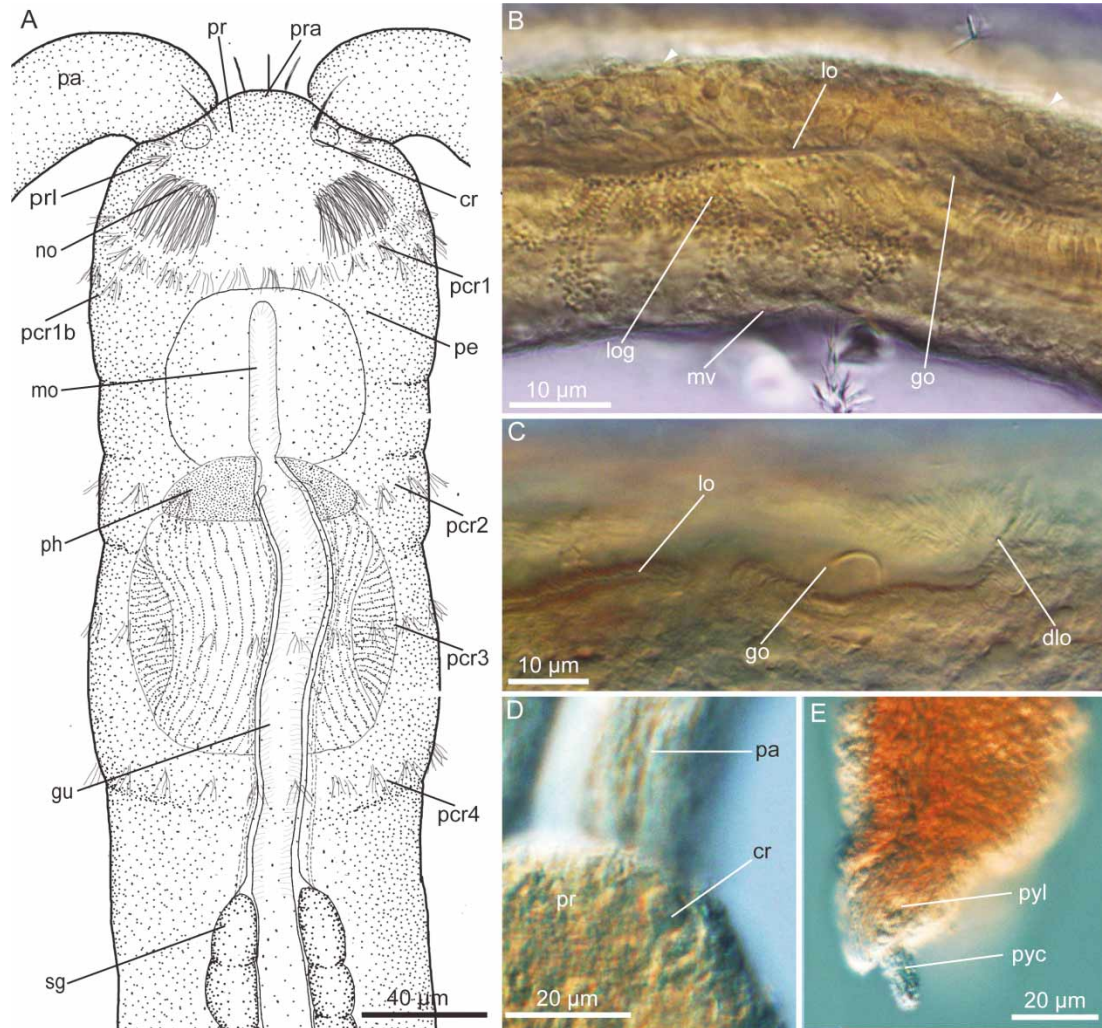 A
pr
pra
pa
prl
cr
no
pcr1
pcr1b
pe
mo
pcr2
ph
pcr3
gu
pcr4
sg
40 µm
B
lo
log
mv
go
10 µm
C
lo
go
dlo
10 µm
D
pa
cr
pr
20 µm
E
pyl
pyc
20 µm